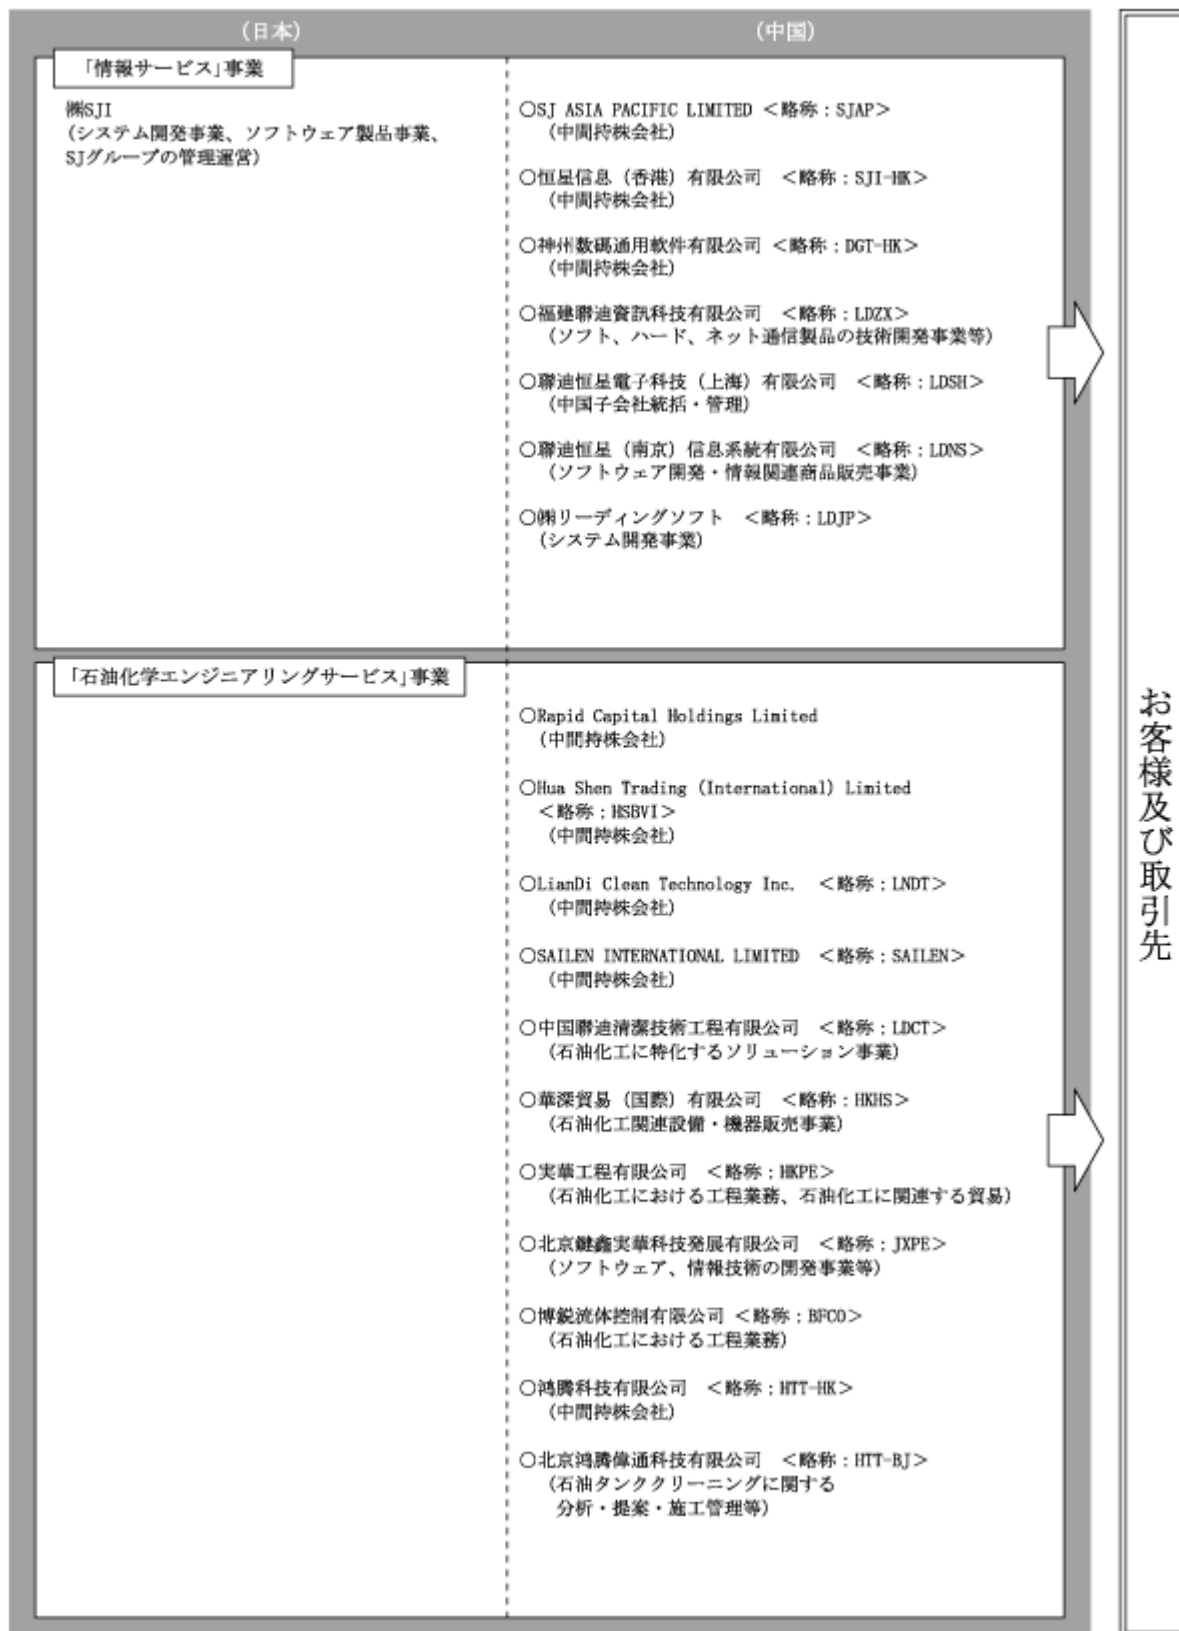 (日本)
(中国)
「情報サービス」事業
㈱SJI
(システム開発事業、ソフトウェア製品事業、
SJグループの管理運営)
○SJ ASIA PACIFIC LIMITED <略称:SJAP>
(中間持株会社)
○恒星信息(香港)有限公司 <略称:SJI-HK>
(中間持株会社)
○神州数碼通用軟件有限公司 <略称:DGT-HK>
(中間持株会社)
○福建聯迪資訊科技有限公司 <略称:LDZX>
(ソフト、ハード、ネット通信製品の技術開発事業等)
○聯迪恒星電子科技(上海)有限公司 <略称:LDSH>
(中国子会社統括・管理)
○聯迪恒星(南京)信息系統有限公司 <略称:LDNS>
(ソフトウェア開発・情報関連商品販売事業)
○㈱リーディングソフト <略称:LDJP>
(システム開発事業)
「石油化学エンジニアリングサービス」事業
○Rapid Capital Holdings Limited
(中間持株会社)
○Hua Shen Trading (International) Limited
<略称:HSBVI>
(中間持株会社)
○LianDi Clean Technology Inc. <略称:LNDT>
(中間持株会社)
○SAILEN INTERNATIONAL LIMITED <略称:SAILEN>
(中間持株会社)
○中国聯迪清潔技術工程有限公司 <略称:LDCT>
(石油化工に特化するソリューション事業)
○華深貿易(国際)有限公司 <略称:HKHS>
(石油化工関連設備・機器販売事業)
○実華工程有限公司 <略称:HKPE>
(石油化工における工程業務、石油化工に関連する貿易)
○北京鍵鑫実華科技発展有限公司 <略称:JXPE>
(ソフトウェア、情報技術の開発事業等)
○博鋭流体控制有限公司 <略称:BFCO>
(石油化工における工程業務)
○鴻騰科技有限公司 <略称:HTT-HK>
(中間持株会社)
○北京鴻騰偉通科技有限公司 <略称:HTT-BJ>
(石油タンククリーニングに関する
分析・提案・施工管理等)
お客様及び取引先